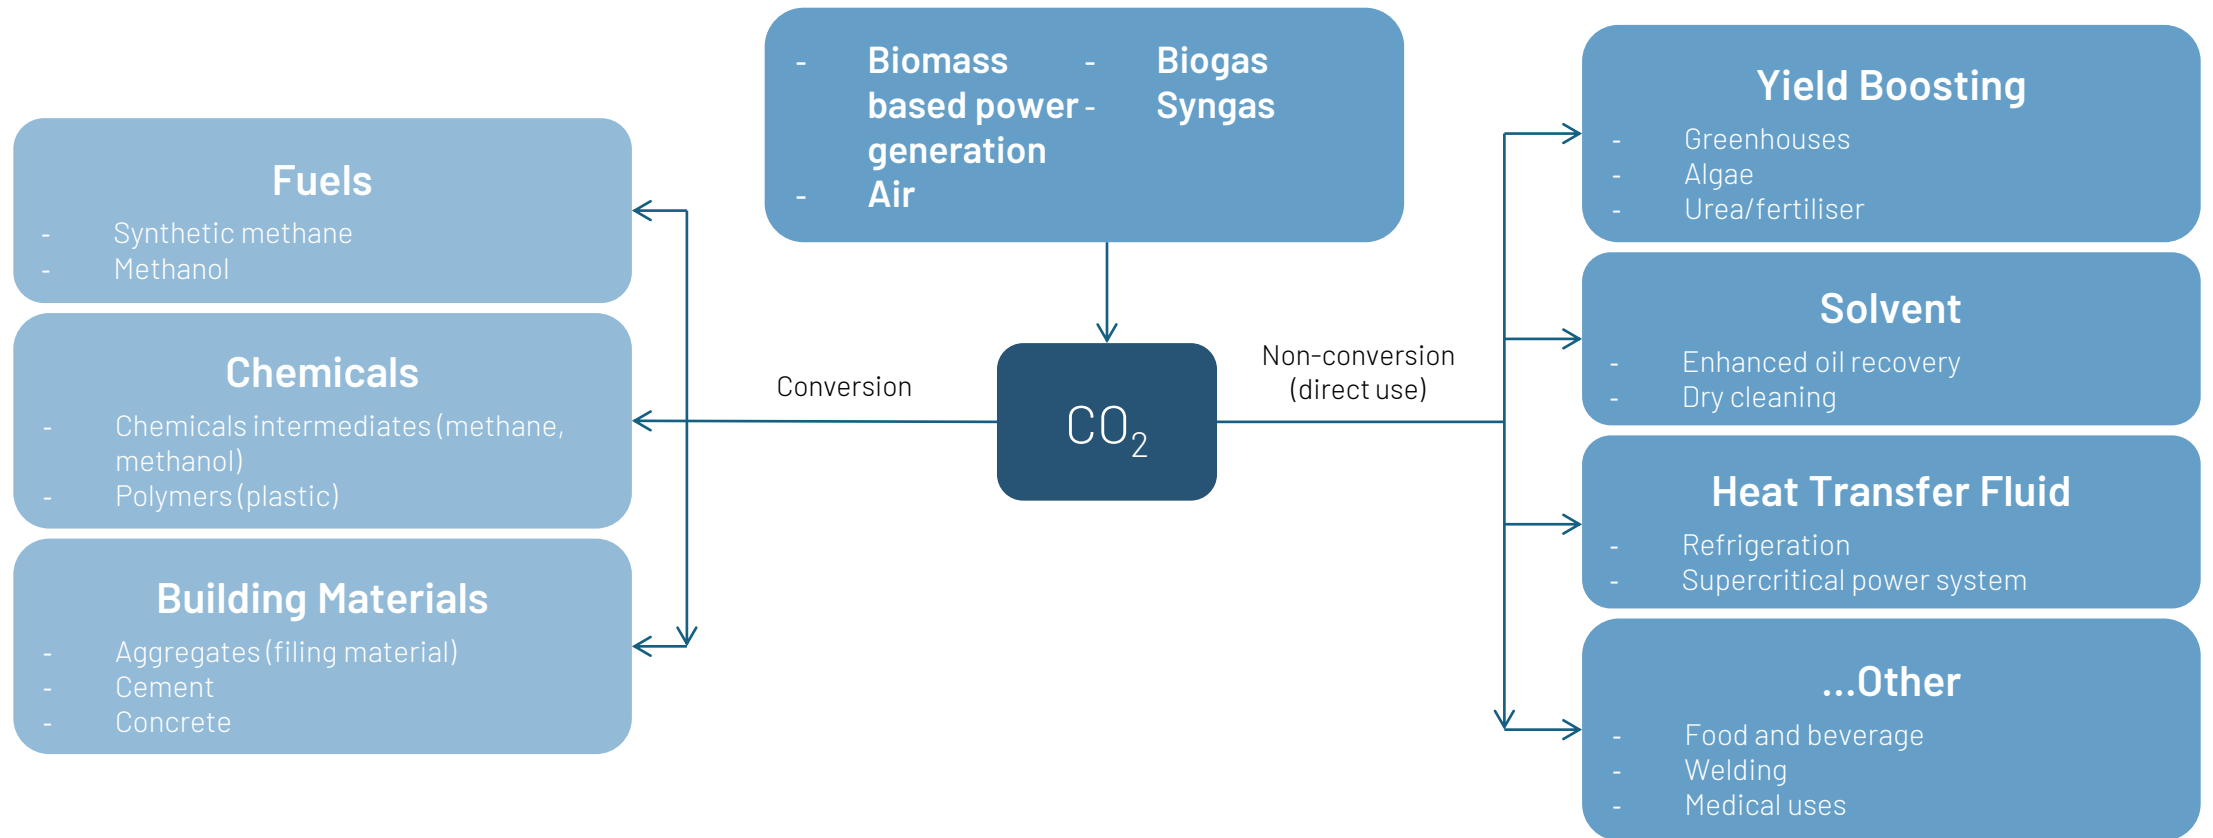 - Biomass based power generation
- Air
- Biogas
- Syngas
Fuels
- Synthetic methane
- Methanol
Chemicals
- Chemicals intermediates (methane,
methanol)
- Polymers (plastic)
Building Materials
- Aggregates (filing material)
- Cement
- Concrete
Conversion
CO₂
Non-conversion
(direct use)
Yield Boosting
- Greenhouses
- Algae
- Urea/fertiliser
Solvent
- Enhanced oil recovery
- Dry cleaning
Heat Transfer Fluid
- Refrigeration
- Supercritical power system
...Other
- Food and beverage
- Welding
- Medical uses